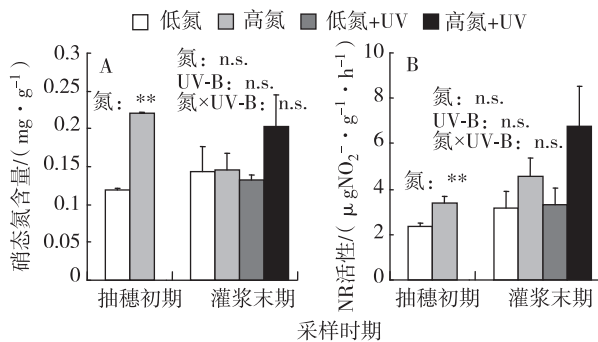 低氮 高氮 低氮+UV 高氮+UV
硝态氮含量/(mg·g⁻¹)
0.3
0.25
0.2
0.15
0.1
0.05
0
A
氮：**
氮：n.s.
UV-B：n.s.
氮×UV-B：n.s.
抽穗初期 灌浆末期
NR活性/(μgNO₂⁻·g⁻¹·h⁻¹)
10
8
6
4
2
0
B
氮：n.s.
UV-B：n.s.
氮×UV-B：n.s.
氮：**
抽穗初期 灌浆末期
采样时期